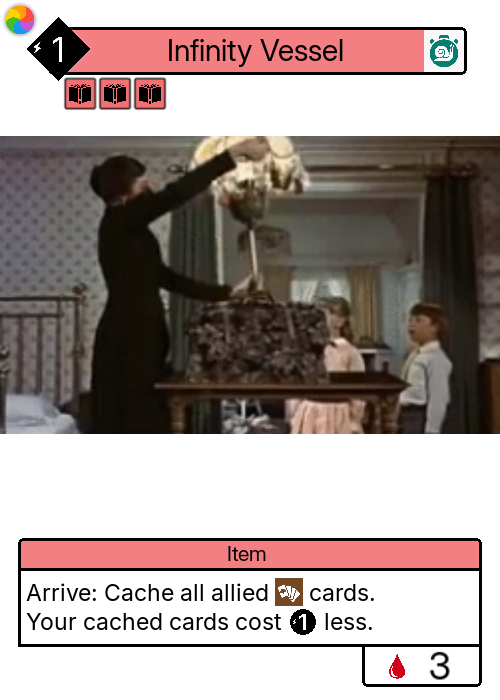 1 Infinity Vessel
Item
Arrive: Cache all allied cards.
Your cached cards cost 1 less.
3